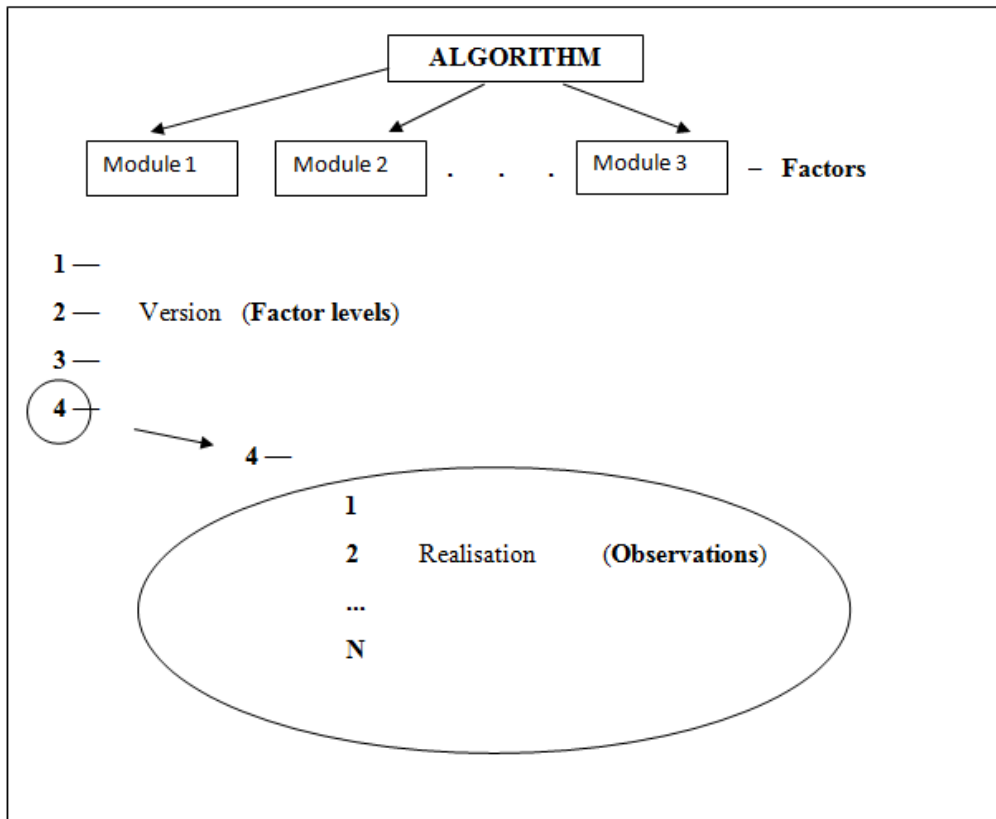 ALGORITHM
Module 1 Module 2 . . . Module 3 – Factors
1 —
2 — Version (Factor levels)
3 —
4 —
4 —
1
2 Realisation (Observations)
...
N